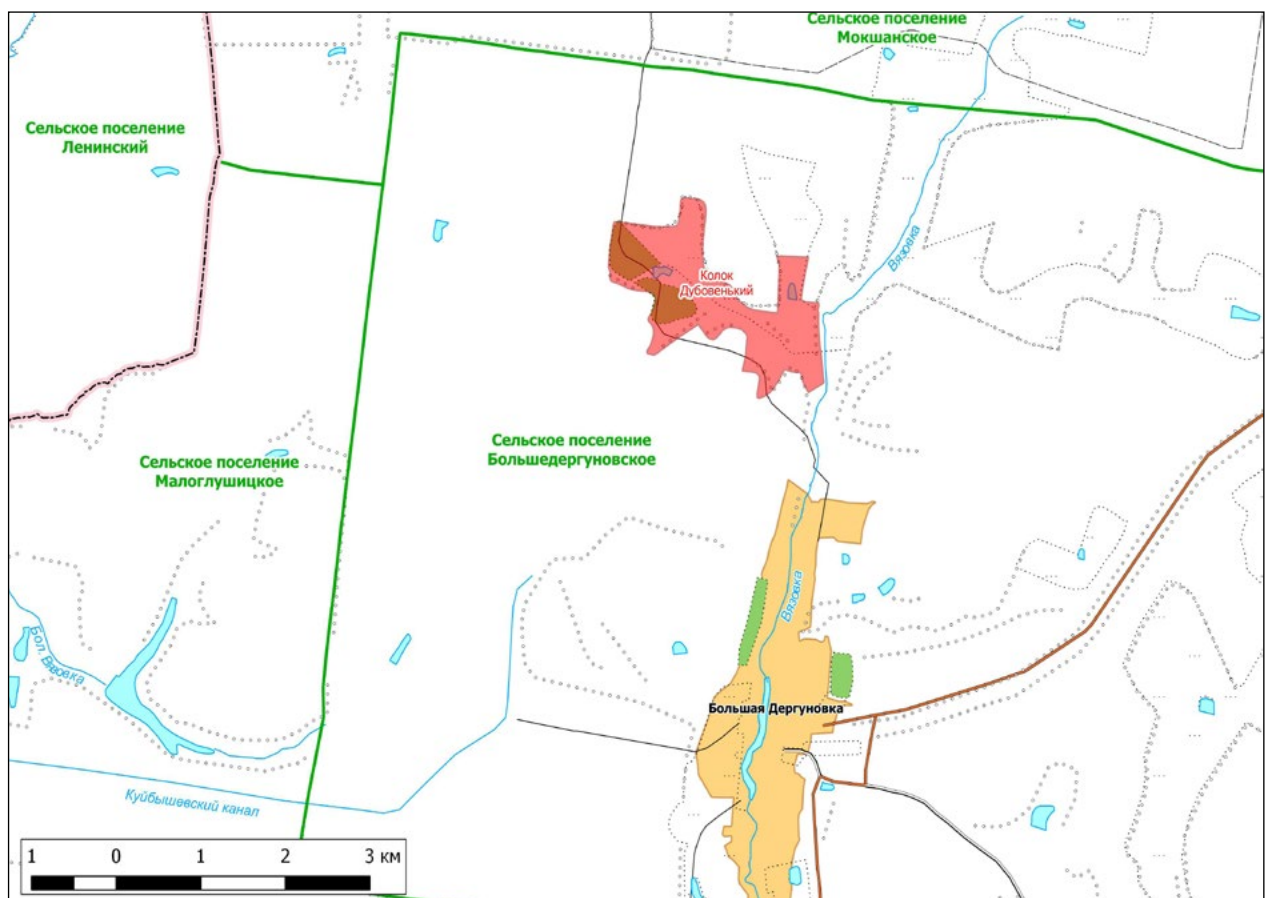 Сельское поселение
Мокшанское
Сельское поселение
Ленинский
Вязовка
Колок
Дубовенький
Сельское поселение
Большедергуновское
Сельское поселение
Малоглушицкое
Вязовка
Бол. Вязовка
Большая Дергуновка
Куйбышевский канал
1 0 1 2 3 км